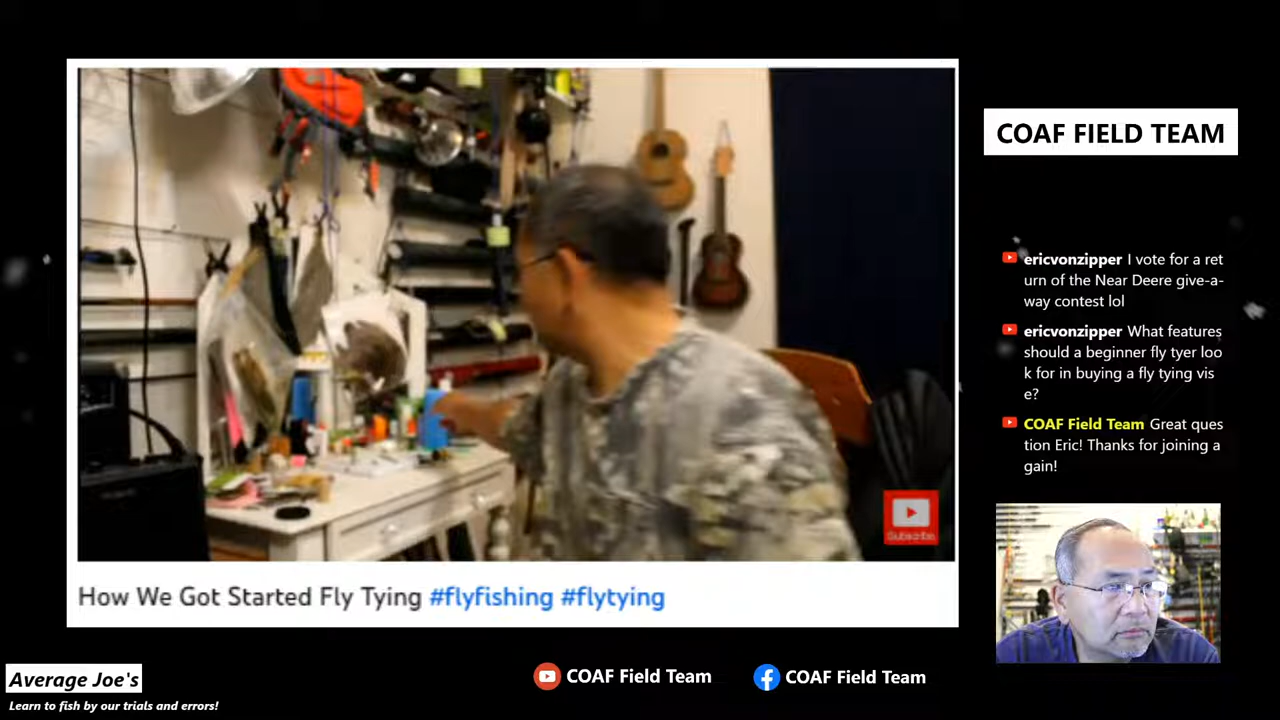 COAF FIELD TEAM
ericvonzipper I vote for a ret
urn of the Near Deere give-a-
way contest lol
ericvonzipper What features
should a beginner fly tyer loo
k for in buying a fly tying vis
e?
COAF Field Team Great ques
tion Eric! Thanks for joining a
gain!
Subscribe
How We Got Started Fly Tying #flyfishing #flytying
Average Joe's
Learn to fish by our trials and errors!
COAF Field Team
COAF Field Team